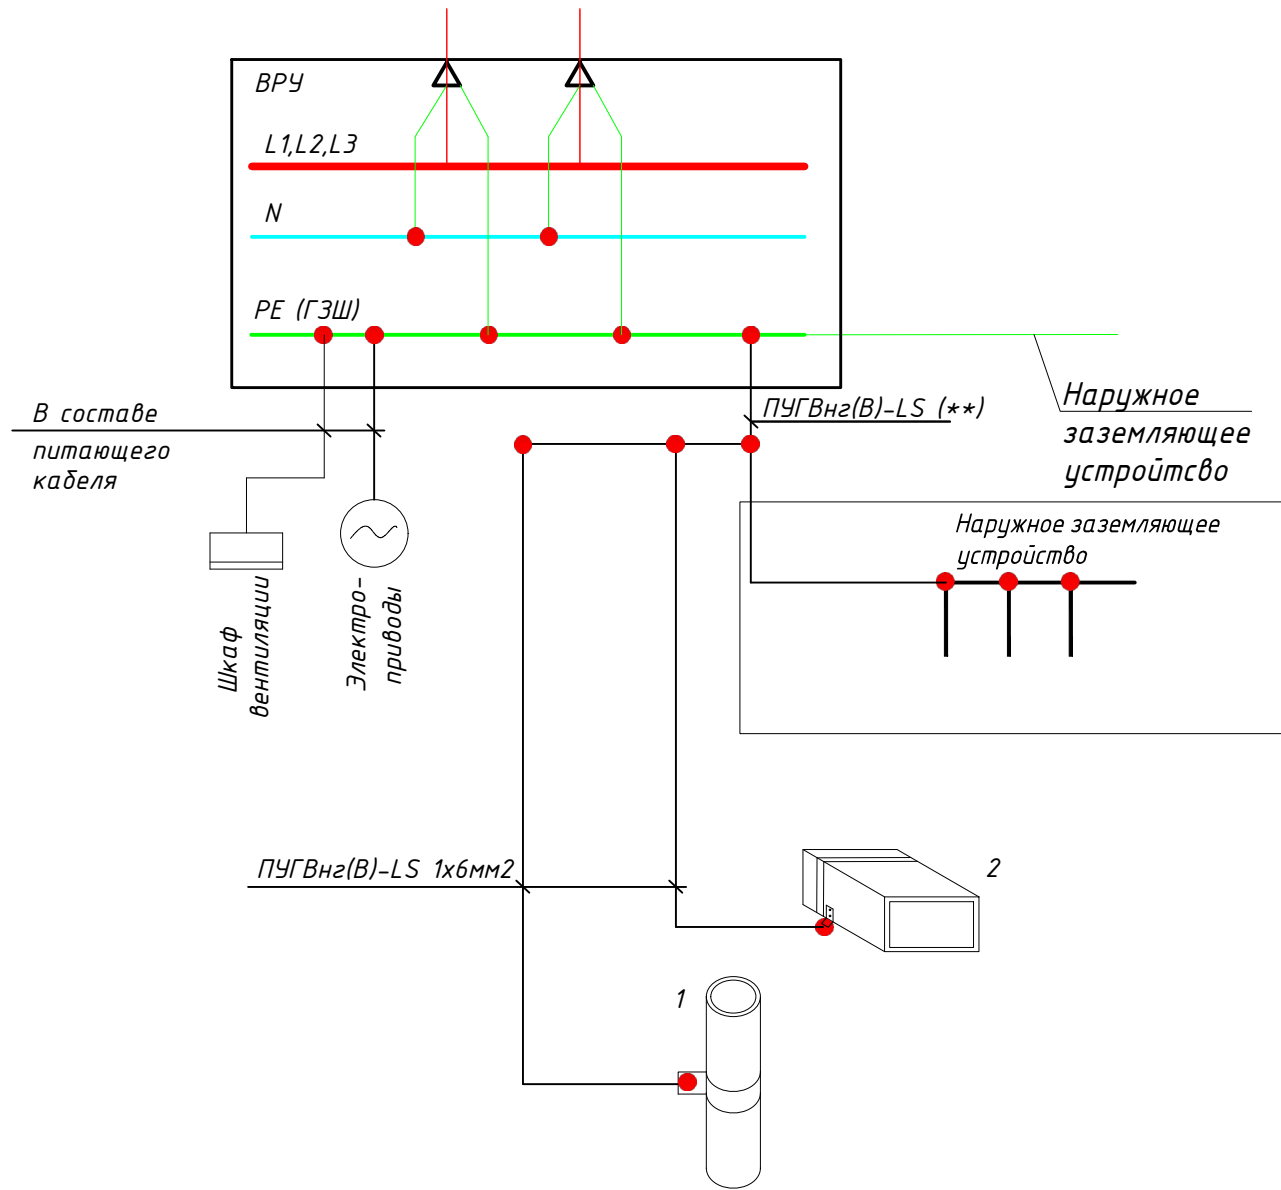 ВРУ
L1,L2,L3
N
PE (ГЗШ)
В составе
питающего
кабеля
ПУГВнг(В)-LS (**)
Наружное
заземляющее
устройтсво
Наружное заземляющее
устройство
Шкаф
вентиляции
Электро-
приводы
ПУГВнг(В)-LS 1х6мм2
2
1